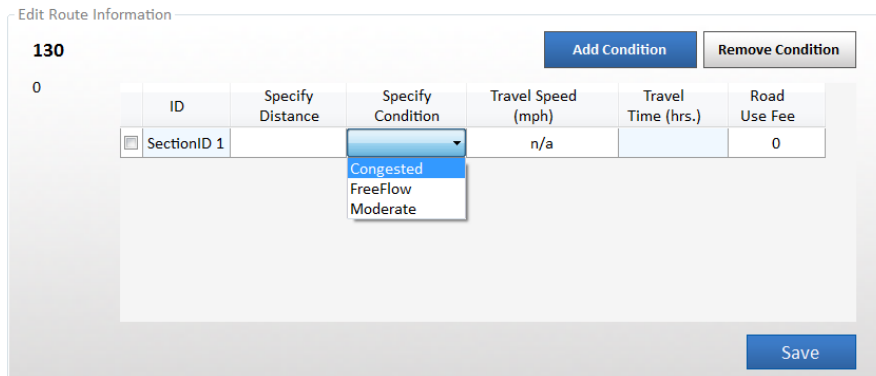 Edit Route Information
130
Add Condition
Remove Condition
0
ID
Specify
Distance
Specify
Condition
Travel Speed
(mph)
Travel
Time (hrs.)
Road
Use Fee
SectionID 1
n/a
0
Congested
FreeFlow
Moderate
Save